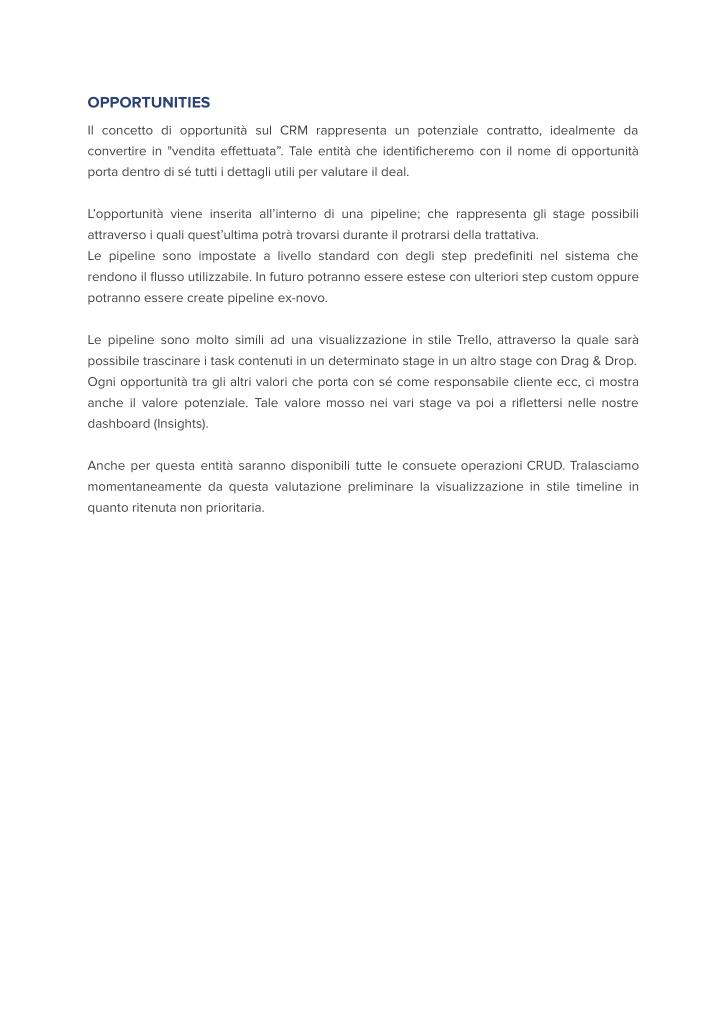 OPPORTUNITIES
Il concetto di opportunità sul CRM rappresenta un potenziale contratto, idealmente da
convertire in "vendita effettuata”. Tale entità che identificheremo con il nome di opportunità
porta dentro di sé tutti i dettagli utili per valutare il deal.
L’opportunità viene inserita all’interno di una pipeline; che rappresenta gli stage possibili
attraverso i quali quest’ultima potrà trovarsi durante il protrarsi della trattativa.
Le pipeline sono impostate a livello standard con degli step predefiniti nel sistema che
rendono il flusso utilizzabile. In futuro potranno essere estese con ulteriori step custom oppure
potranno essere create pipeline ex-novo.
Le pipeline sono molto simili ad una visualizzazione in stile Trello, attraverso la quale sarà
possibile trascinare i task contenuti in un determinato stage in un altro stage con Drag & Drop.
Ogni opportunità tra gli altri valori che porta con sé come responsabile cliente ecc, ci mostra
anche il valore potenziale. Tale valore mosso nei vari stage va poi a riflettersi nelle nostre
dashboard (Insights).
Anche per questa entità saranno disponibili tutte le consuete operazioni CRUD. Tralasciamo
momentaneamente da questa valutazione preliminare la visualizzazione in stile timeline in
quanto ritenuta non prioritaria.